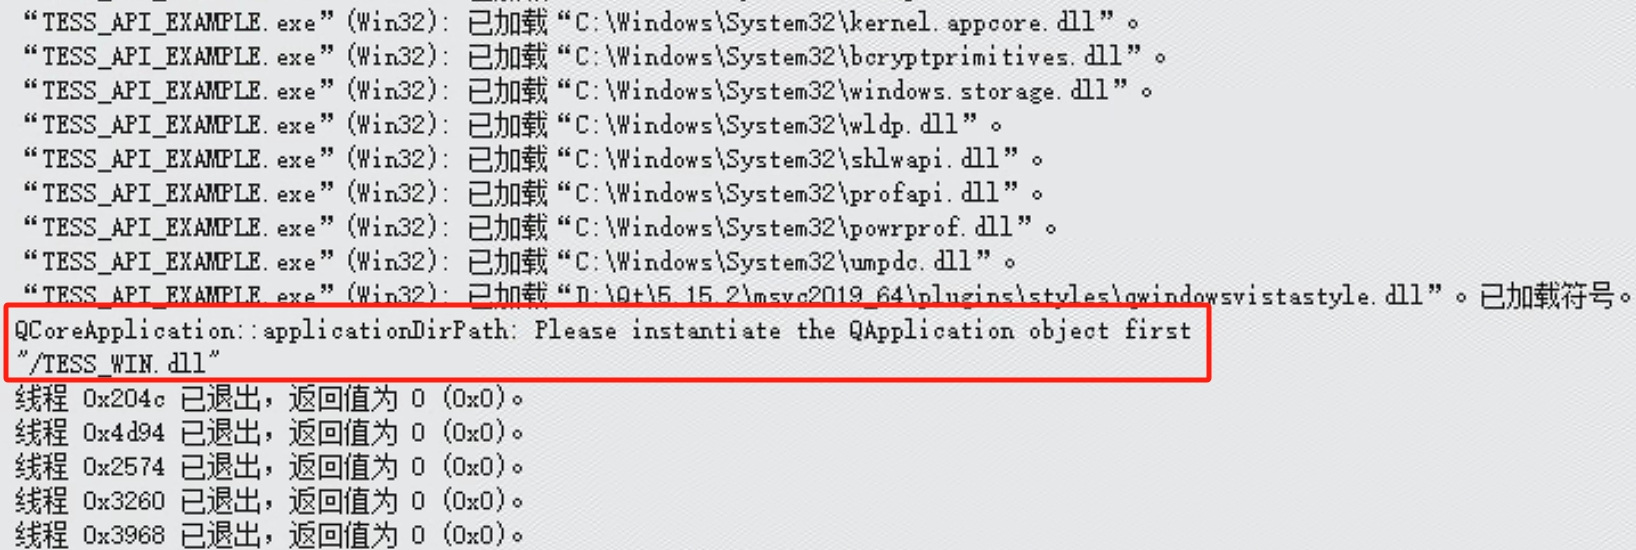 “TESS_API_EXAMPLE.exe”(Win32): 已加载“C:\Windows\System32\kernel.appcore.dll”。
“TESS_API_EXAMPLE.exe”(Win32): 已加载“C:\Windows\System32\bcryptprimitives.dll”。
“TESS_API_EXAMPLE.exe”(Win32): 已加载“C:\Windows\System32\windows.storage.dll”。
“TESS_API_EXAMPLE.exe”(Win32): 已加载“C:\Windows\System32\wldp.dll”。
“TESS_API_EXAMPLE.exe”(Win32): 已加载“C:\Windows\System32\shlwapi.dll”。
“TESS_API_EXAMPLE.exe”(Win32): 已加载“C:\Windows\System32\profapi.dll”。
“TESS_API_EXAMPLE.exe”(Win32): 已加载“C:\Windows\System32\powrprof.dll”。
“TESS_API_EXAMPLE.exe”(Win32): 已加载“C:\Windows\System32\umpdc.dll”。
“TESS_API_EXAMPLE.exe”(Win32): 已加载“D:\Qt\5.15.2\msvc2019_64\plugins\styles\qwindowsvistastyle.dll”。已加载符号。
QCoreApplication::applicationDirPath: Please instantiate the QApplication object first
"/TESS_WIN.dll"
线程 0x204c 已退出，返回值为 0 (0x0)。
线程 0x4d94 已退出，返回值为 0 (0x0)。
线程 0x2574 已退出，返回值为 0 (0x0)。
线程 0x3260 已退出，返回值为 0 (0x0)。
线程 0x3968 已退出，返回值为 0 (0x0)。